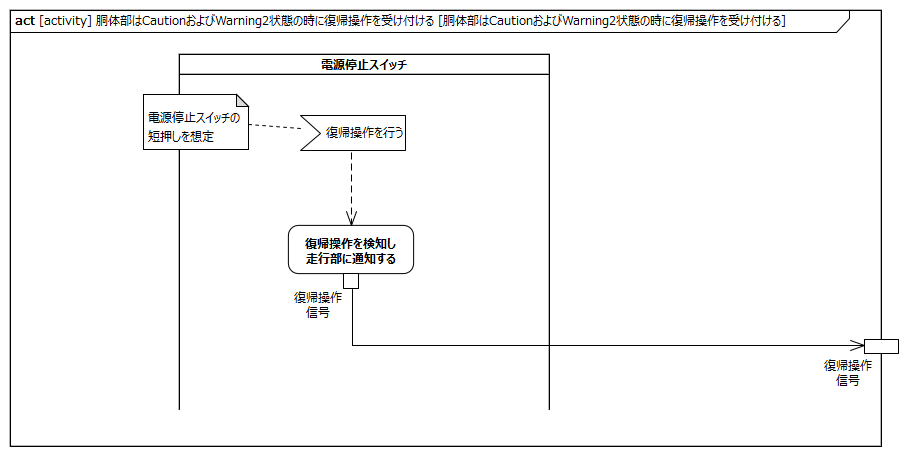 act [activity] 胴体部はCautionおよびWarning2状態の時に復帰操作を受け付ける [胴体部はCautionおよびWarning2状態の時に復帰操作を受け付ける]
電源停止スイッチ
電源停止スイッチの
短押しを想定
復帰操作を行う
復帰操作を検知し
走行部に通知する
復帰操作
信号
復帰操作
信号